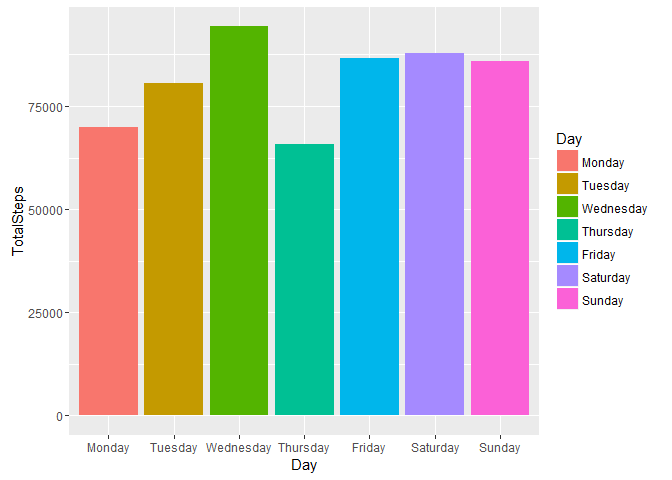 TotalSteps
75000
50000
25000
0
Monday Tuesday Wednesday Thursday Friday Saturday Sunday
Day
Day
Monday
Tuesday
Wednesday
Thursday
Friday
Saturday
Sunday